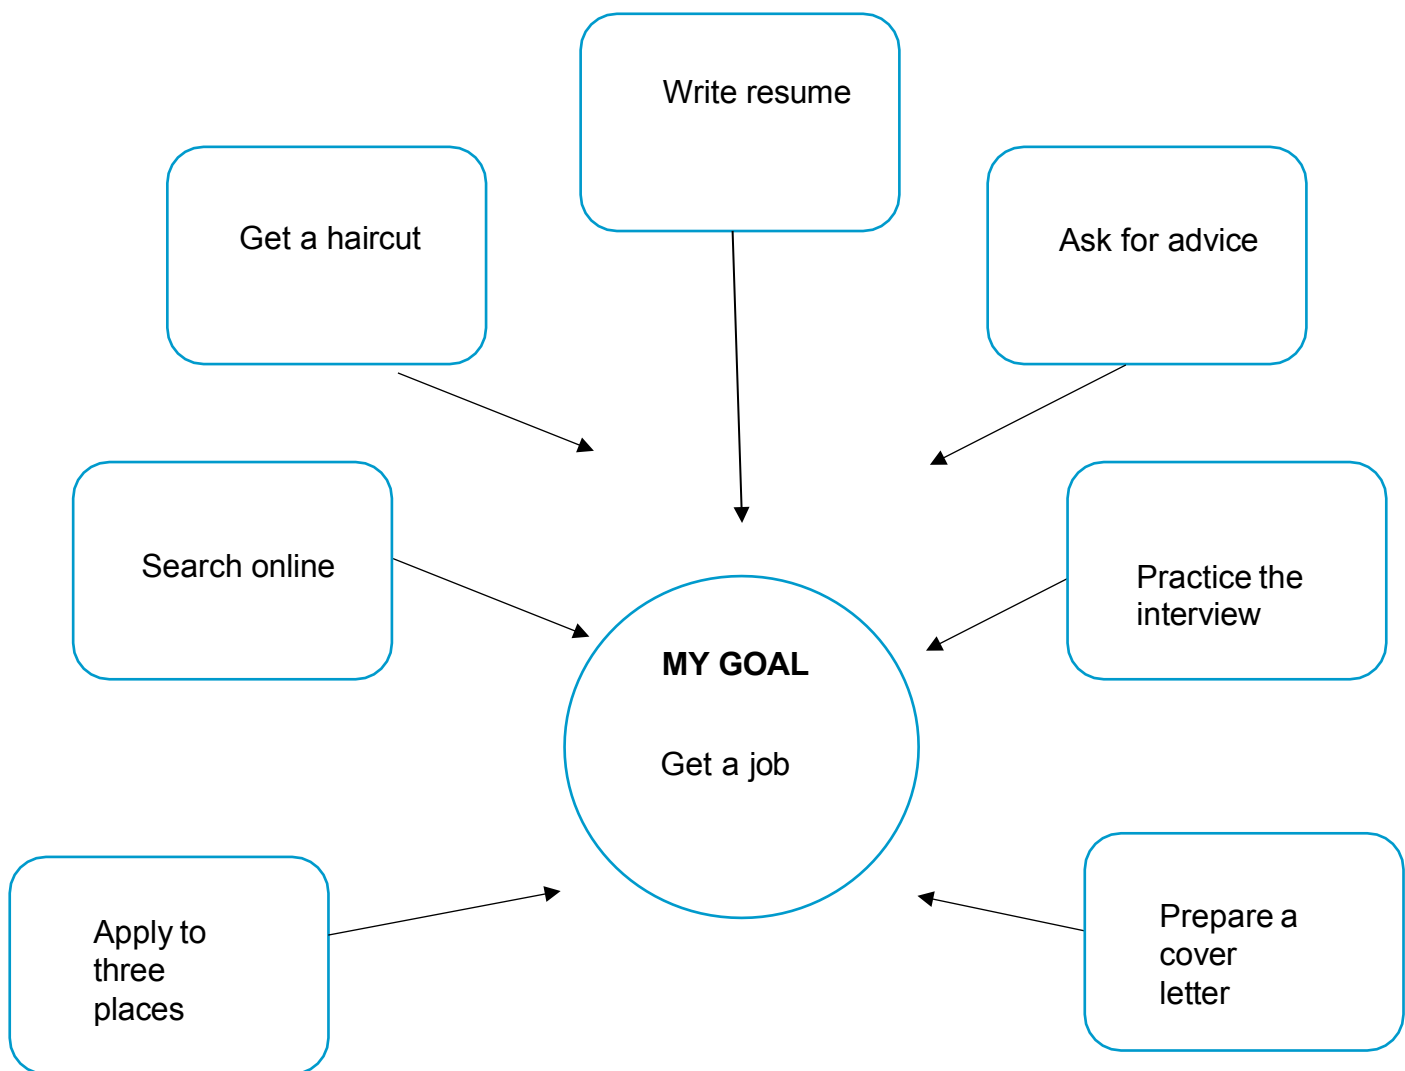 Write resume
Get a haircut
Ask for advice
Search online
Practice the
interview
MY GOAL
Get a job
Apply to
three
places
Prepare a
cover
letter